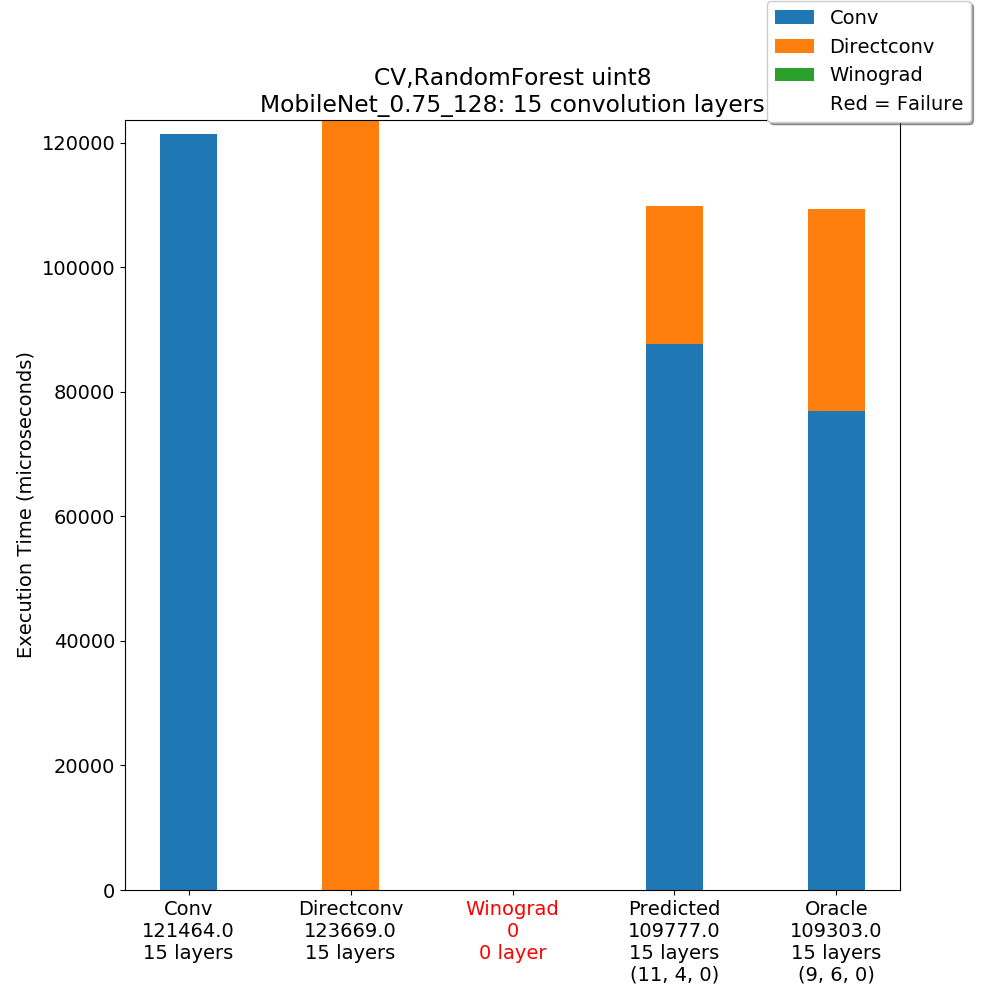 Conv
Directconv
Winograd
Red = Failure
CV,RandomForest uint8
MobileNet_0.75_128: 15 convolution layers
Execution Time (microseconds)
120000
100000
80000
60000
40000
20000
0
Conv
121464.0
15 layers
Directconv
123669.0
15 layers
Winograd
0
0 layer
Predicted
109777.0
15 layers
(11, 4, 0)
Oracle
109303.0
15 layers
(9, 6, 0)